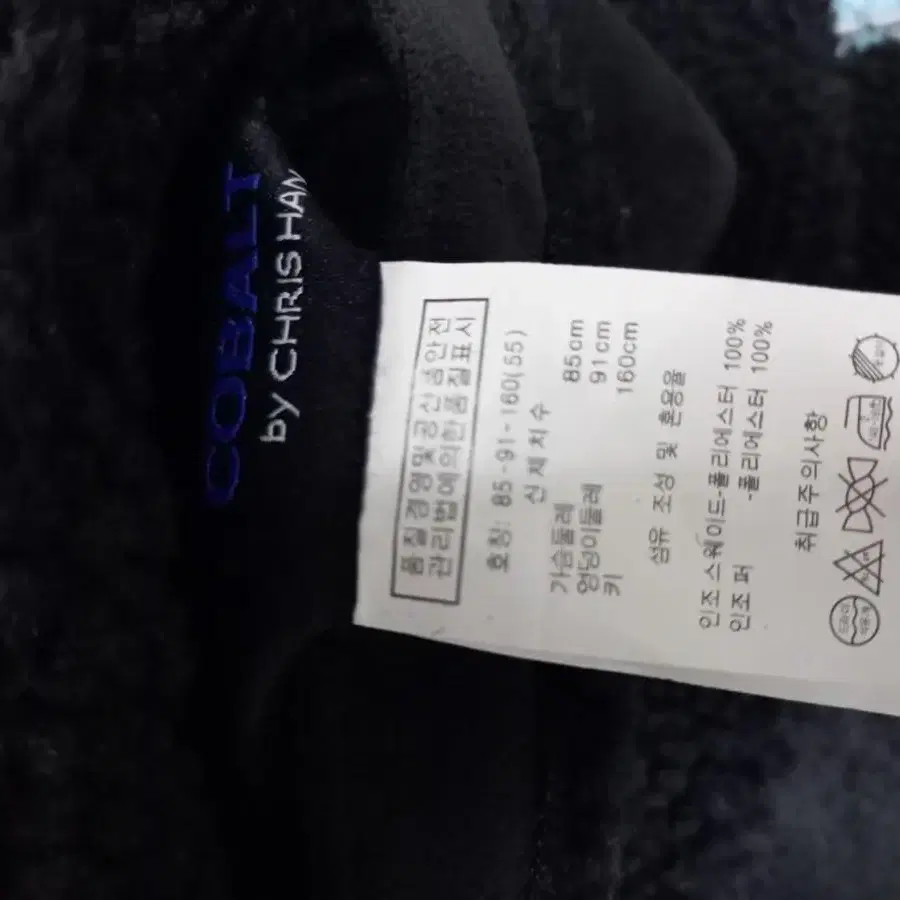 COBALT
by CHRIS HAN
품질경영및공산품안전
관리법에의한품질표시
호칭: 85-91-160(55)
신체치수
가슴둘레 85cm
엉덩이둘레 91cm
키 160cm
섬유 조성 및 혼용율
인조 스웨이드-폴리에스터 100%
인조 퍼 -폴리에스터 100%
취급주의사항
드라이